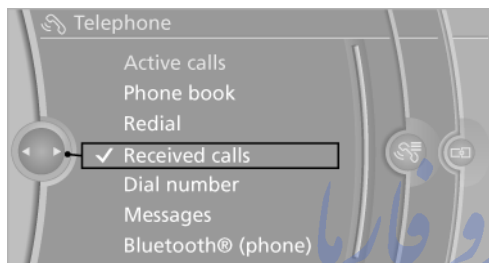 Telephone
Active calls
Phone book
Redial
Received calls
Dial number
Messages
Bluetooth® (phone)